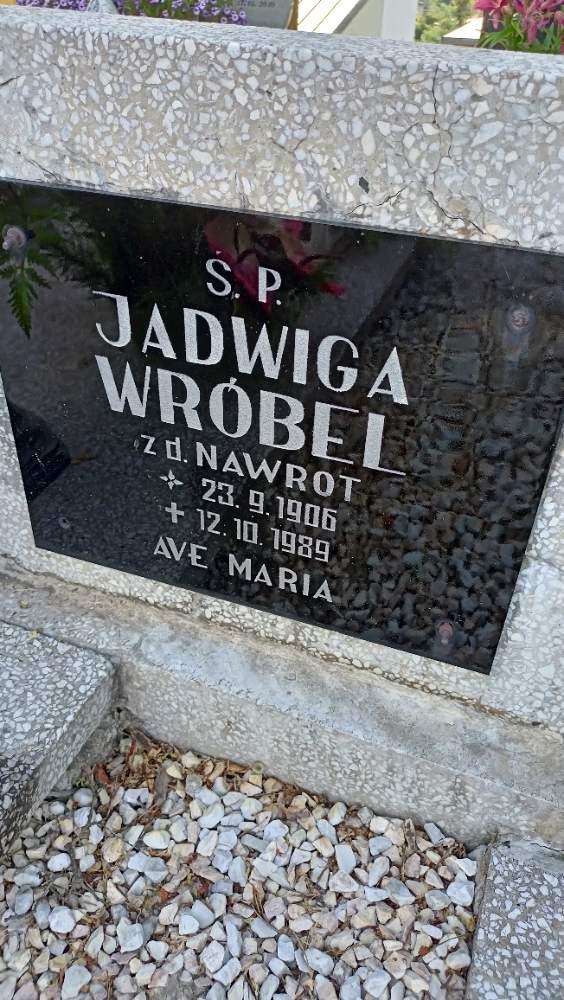 Ś. P.
JADWIGA
WRÓBEL
z d. NAWROT
23. 9. 1906
12. 10. 1989
AVE MARIA